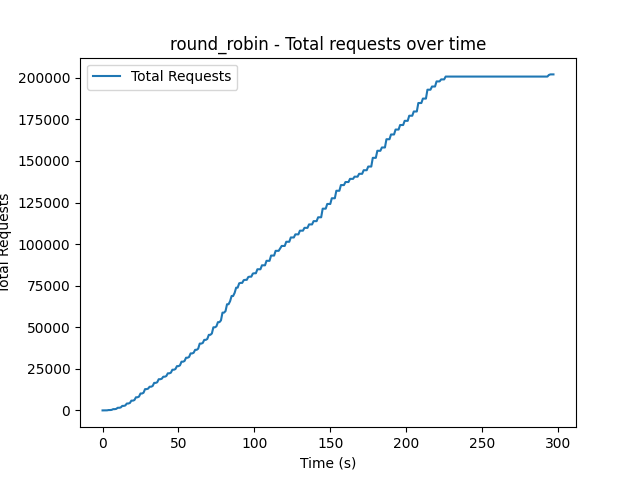 round_robin - Total requests over time
Total Requests
200000
175000
150000
125000
100000
75000
50000
25000
0
Total Requests
0 50 100 150 200 250 300
Time (s)